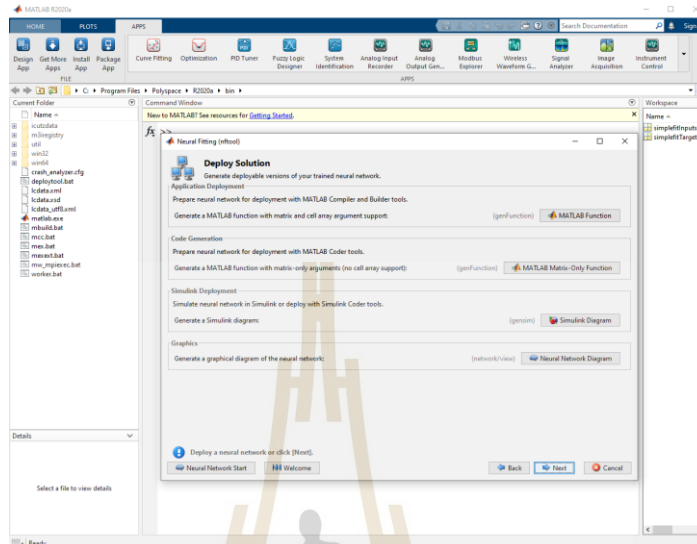 MATLAB R2020a
HOME PLOTS APPS Search Documentation Sign
Design App
Get More Apps
Install App
Package App
Curve Fitting
Optimization
PID Tuner
Fuzzy Logic Designer
System Identification
Analog Input Recorder
Analog Output Gen...
Modbus Explorer
Wireless Waveform G...
Signal Analyzer
Image Acquisition
Instrument Control
FILE APPS
C: Program Files Polyspace R2020a bin
Current Folder
Name
icutzdata
m3iregistry
util
win32
win64
crash_analyzer.cfg
deploytool.bat
lcdata.xml
lcdata.xsd
lcdata_utf8.xml
matlab.exe
mbuild.bat
mcc.bat
mex.bat
mexext.bat
mw_mpiexec.bat
worker.bat
Details
Select a file to view details
Command Window
New to MATLAB? See resources for Getting Started.
fx >>
Neural Fitting (nftool)
Deploy Solution
Generate deployable versions of your trained neural network.
Application Deployment
Prepare neural network for deployment with MATLAB Compiler and Builder tools.
Generate a MATLAB function with matrix and cell array argument support: (genFunction) MATLAB Function
Code Generation
Prepare neural network for deployment with MATLAB Coder tools.
Generate a MATLAB function with matrix-only arguments (no cell array support): (genFunction) MATLAB Matrix-Only Function
Simulink Deployment
Simulate neural network in Simulink or deploy with Simulink Coder tools.
Generate a Simulink diagram: (gensim) Simulink Diagram
Graphics
Generate a graphical diagram of the neural network: (network/view) Neural Network Diagram
Deploy a neural network or click [Next].
Neural Network Start Welcome Back Next Cancel
Workspace
Name
simplefitInputs
simplefitTarget
Ready